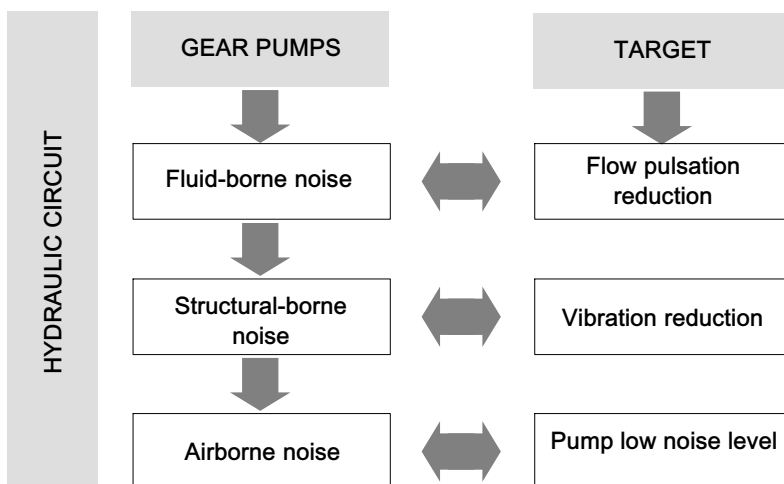 HYDRAULIC CIRCUIT
GEAR PUMPS
TARGET
Fluid-borne noise
Flow pulsation
reduction
Structural-borne
noise
Vibration reduction
Airborne noise
Pump low noise level